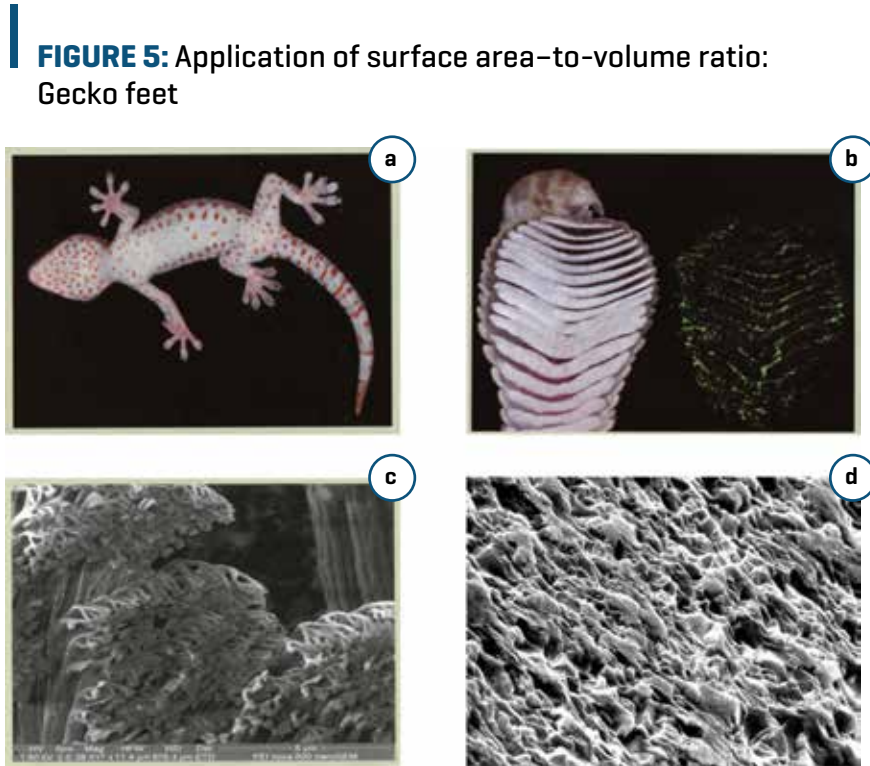 FIGURE 5: Application of surface area–to-volume ratio:
Gecko feet
a
b
c
d